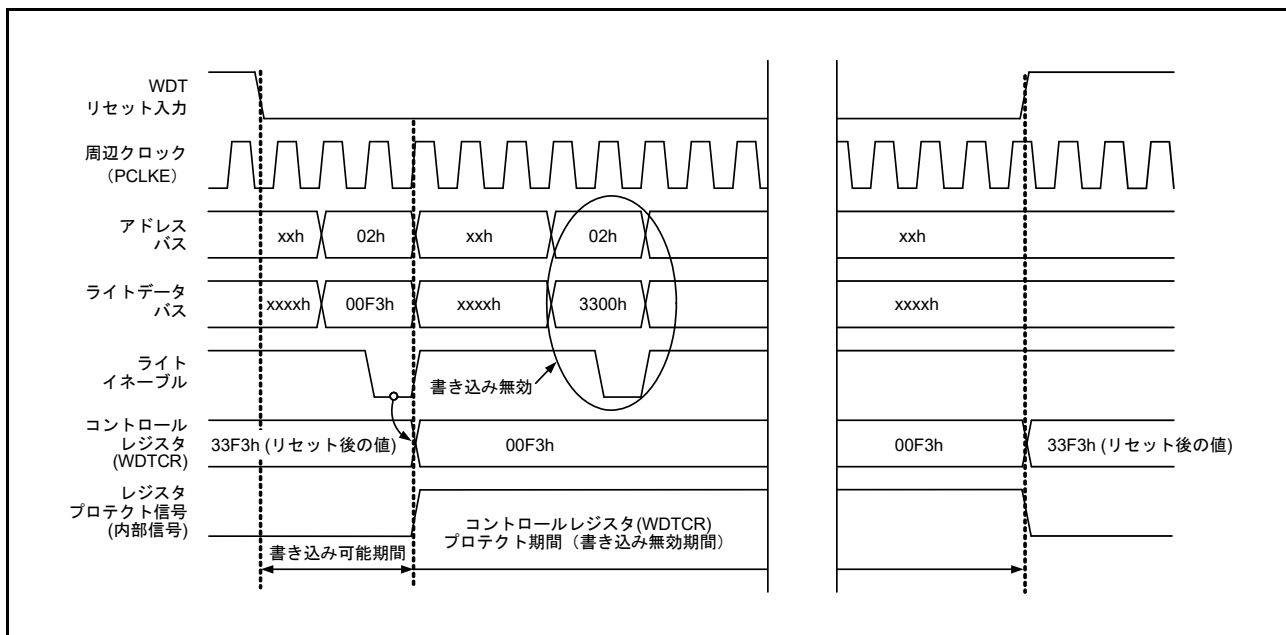 WDT
リセット入力
周辺クロック
（PCLKE）
アドレス
バス
xxh
02h
xxh
02h
xxh
ライトデータ
バス
xxxxh
00F3h
xxxxh
3300h
xxxxh
ライト
イネーブル
書き込み無効
コントロール
レジスタ
(WDTCR)
33F3h (リセット後の値)
00F3h
00F3h
33F3h (リセット後の値)
レジスタ
プロテクト信号
(内部信号)
コントロールレジスタ(WDTCR)
プロテクト期間（書き込み無効期間）
書き込み可能期間